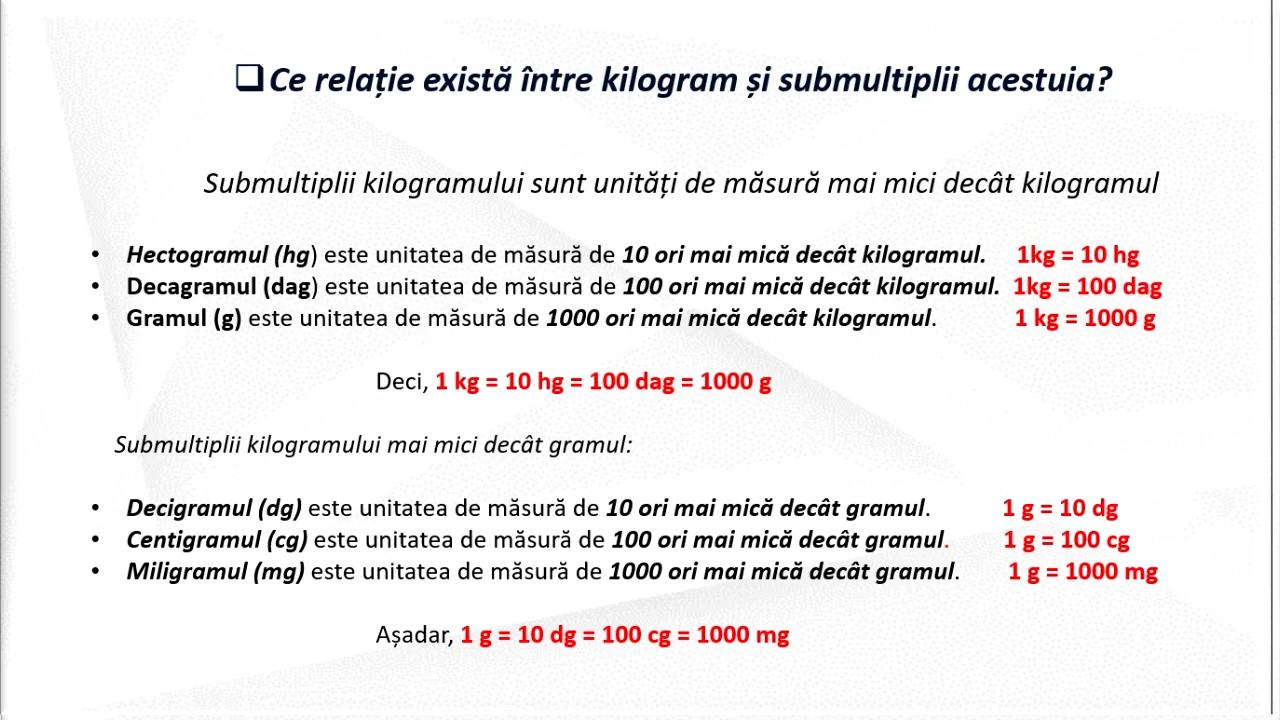 ❑Ce relație există între kilogram și submultiplii acestuia?
Submultiplii kilogramului sunt unități de măsură mai mici decât kilogramul
• Hectogramul (hg) este unitatea de măsură de 10 ori mai mică decât kilogramul. 1kg = 10 hg
• Decagramul (dag) este unitatea de măsură de 100 ori mai mică decât kilogramul. 1kg = 100 dag
• Gramul (g) este unitatea de măsură de 1000 ori mai mică decât kilogramul. 1 kg = 1000 g
Deci, 1 kg = 10 hg = 100 dag = 1000 g
Submultiplii kilogramului mai mici decât gramul:
• Decigramul (dg) este unitatea de măsură de 10 ori mai mică decât gramul. 1 g = 10 dg
• Centigramul (cg) este unitatea de măsură de 100 ori mai mică decât gramul. 1 g = 100 cg
• Miligramul (mg) este unitatea de măsură de 1000 ori mai mică decât gramul. 1 g = 1000 mg
Așadar, 1 g = 10 dg = 100 cg = 1000 mg